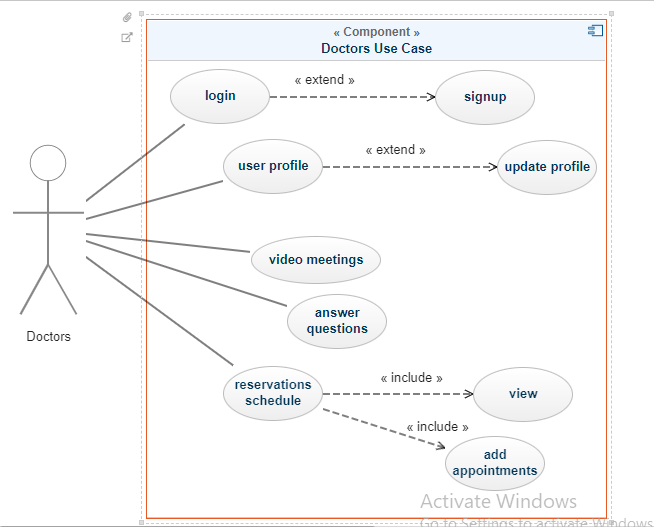 « Component »
Doctors Use Case
« extend »
login
signup
« extend »
user profile
update profile
video meetings
answer
questions
Doctors
reservations
schedule
« include »
view
« include »
add
appointments
Activate Windows
Go to Settings to activate Windows